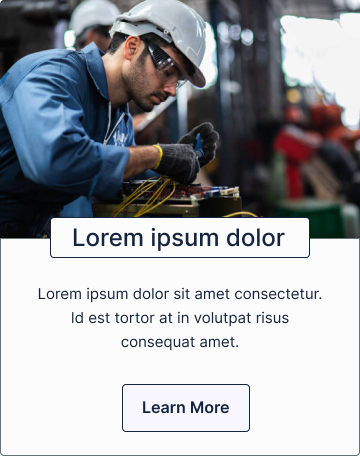 Lorem ipsum dolor
Lorem ipsum dolor sit amet consectetur.
Id est tortor at in volutpat risus
consequat amet.
Learn More